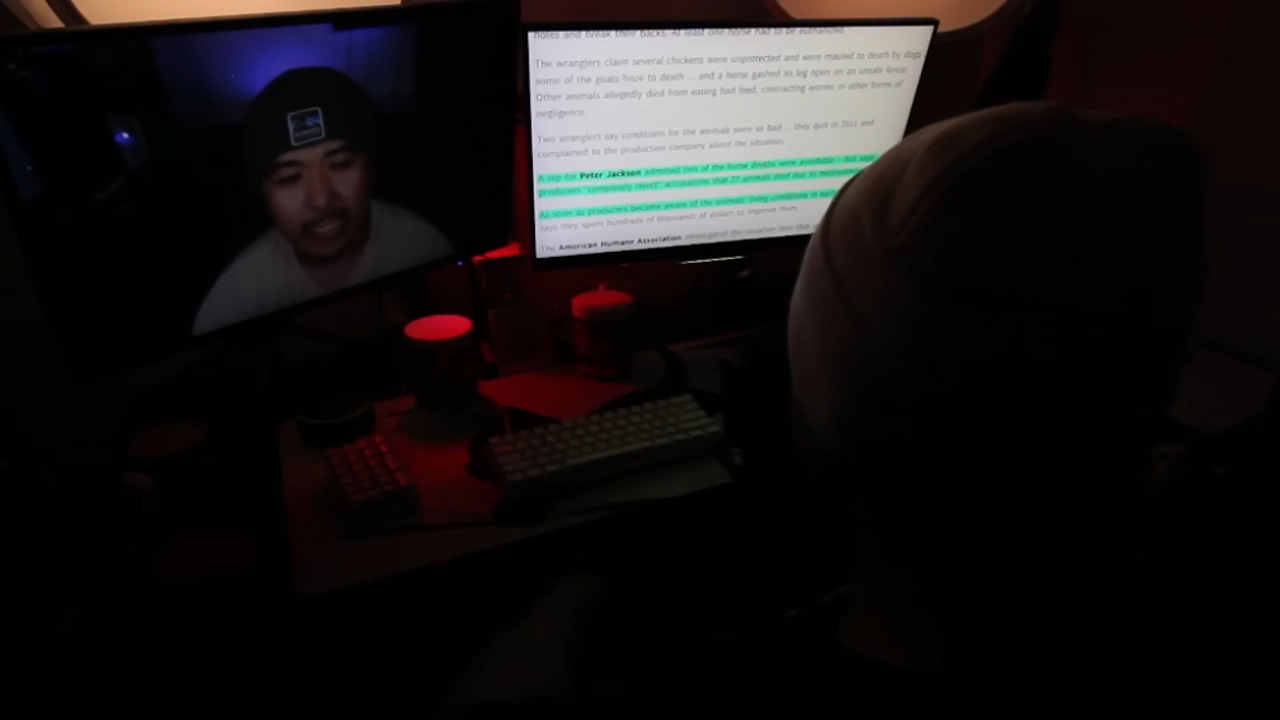 holes and break their backs. At least one horse had to be euthanized.
The wranglers claim several chickens were unprotected and were mauled to death by dogs
some of the goats froze to death ... and a horse gashed its leg open on an unsafe fence.
Other animals allegedly died from eating bad feed, contracting worms or other forms of
negligence.
Two wranglers say conditions for the animals were so bad ... they quit in 2011 and
complained to the production company about the situation.
A rep for Peter Jackson admitted two of the horse deaths were avoidable -- but says
producers "completely reject" accusations that 27 animals died due to
As soon as producers became aware of the animals' living conditions in
says they spent hundreds of thousands of dollars to improve them.
The American Humane Association investigated the situation